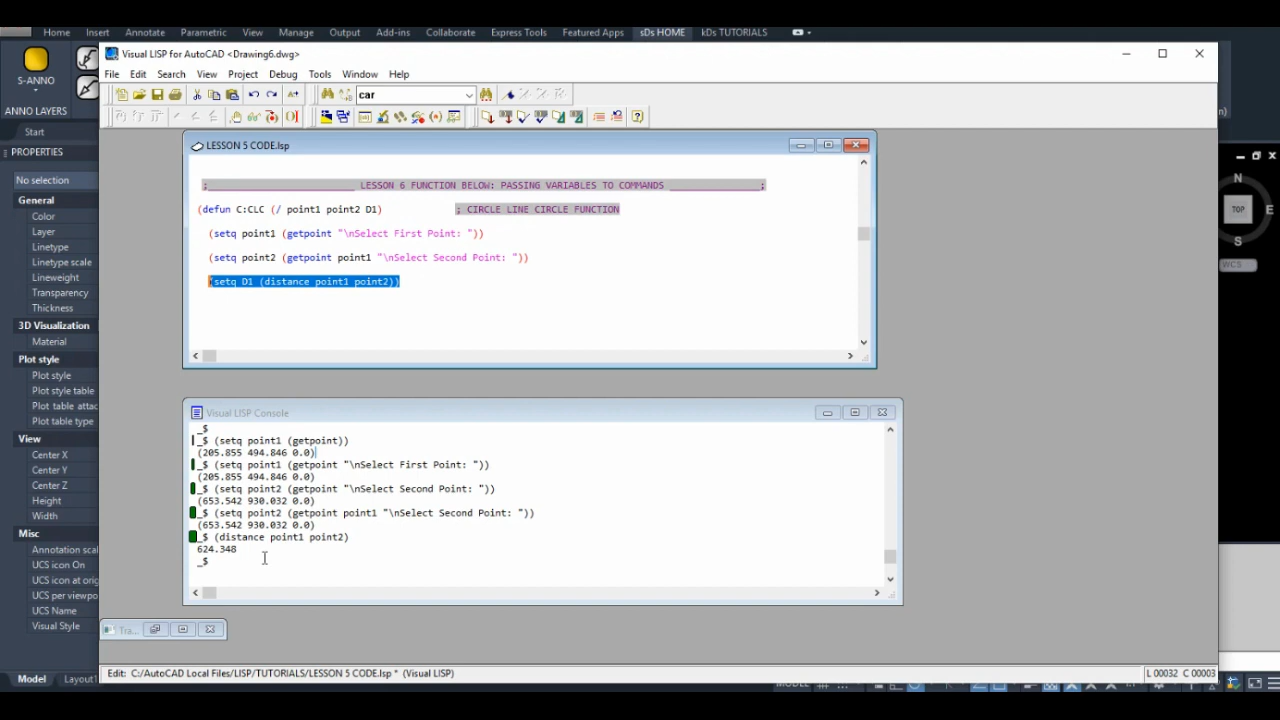 Home Insert Annotate Parametric View Manage Output Add-ins Collaborate Express Tools Featured Apps sDs HOME kDs TUTORIALS
Visual LISP for AutoCAD <Drawing6.dwg>
File Edit Search View Project Debug Tools Window Help
S-ANNO
car
ANNO LAYERS
Start
PROPERTIES
No selection
General
Color
Layer
Linetype
Linetype scale
Lineweight
Transparency
Thickness
3D Visualization
Material
Plot style
Plot style
Plot style table
Plot table attac
Plot table type
View
Center X
Center Y
Center Z
Height
Width
Misc
Annotation scal
UCS icon On
UCS icon at orig
UCS per viewpo
UCS Name
Visual Style
Model Layout1
LESSON 5 CODE.lsp
;________________________ LESSON 6 FUNCTION BELOW: PASSING VARIABLES TO COMMANDS _______________;
(defun C:CLC (/ point1 point2 D1) ; CIRCLE LINE CIRCLE FUNCTION
(setq point1 (getpoint "\nSelect First Point: "))
(setq point2 (getpoint point1 "\nSelect Second Point: "))
(setq D1 (distance point1 point2))
Visual LISP Console
_$
_$ (setq point1 (getpoint))
(205.855 494.846 0.0)
_$ (setq point1 (getpoint "\nSelect First Point: "))
(205.855 494.846 0.0)
_$ (setq point2 (getpoint "\nSelect Second Point: "))
(653.542 930.032 0.0)
_$ (setq point2 (getpoint point1 "\nSelect Second Point: "))
(653.542 930.032 0.0)
_$ (distance point1 point2)
624.348
_$
Tra...
Edit: C:/AutoCAD Local Files/LISP/TUTORIALS/LESSON 5 CODE.lsp * (Visual LISP)
L 00032 C 00003
MODEL
N
TOP
E
S
WCS